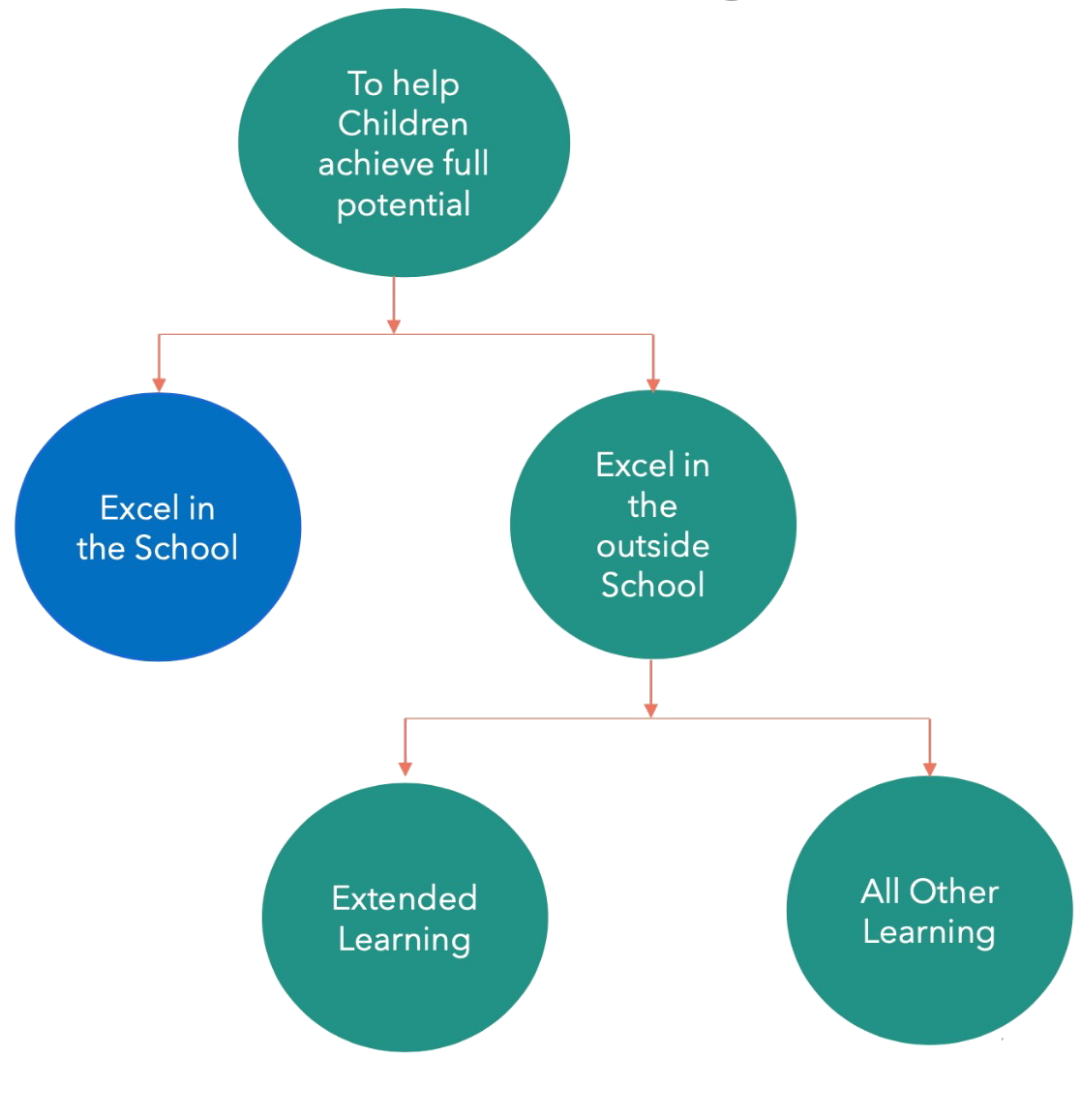 To help
Children
achieve full
potential
Excel in
the School
Excel in
the
outside
School
Extended
Learning
All Other
Learning